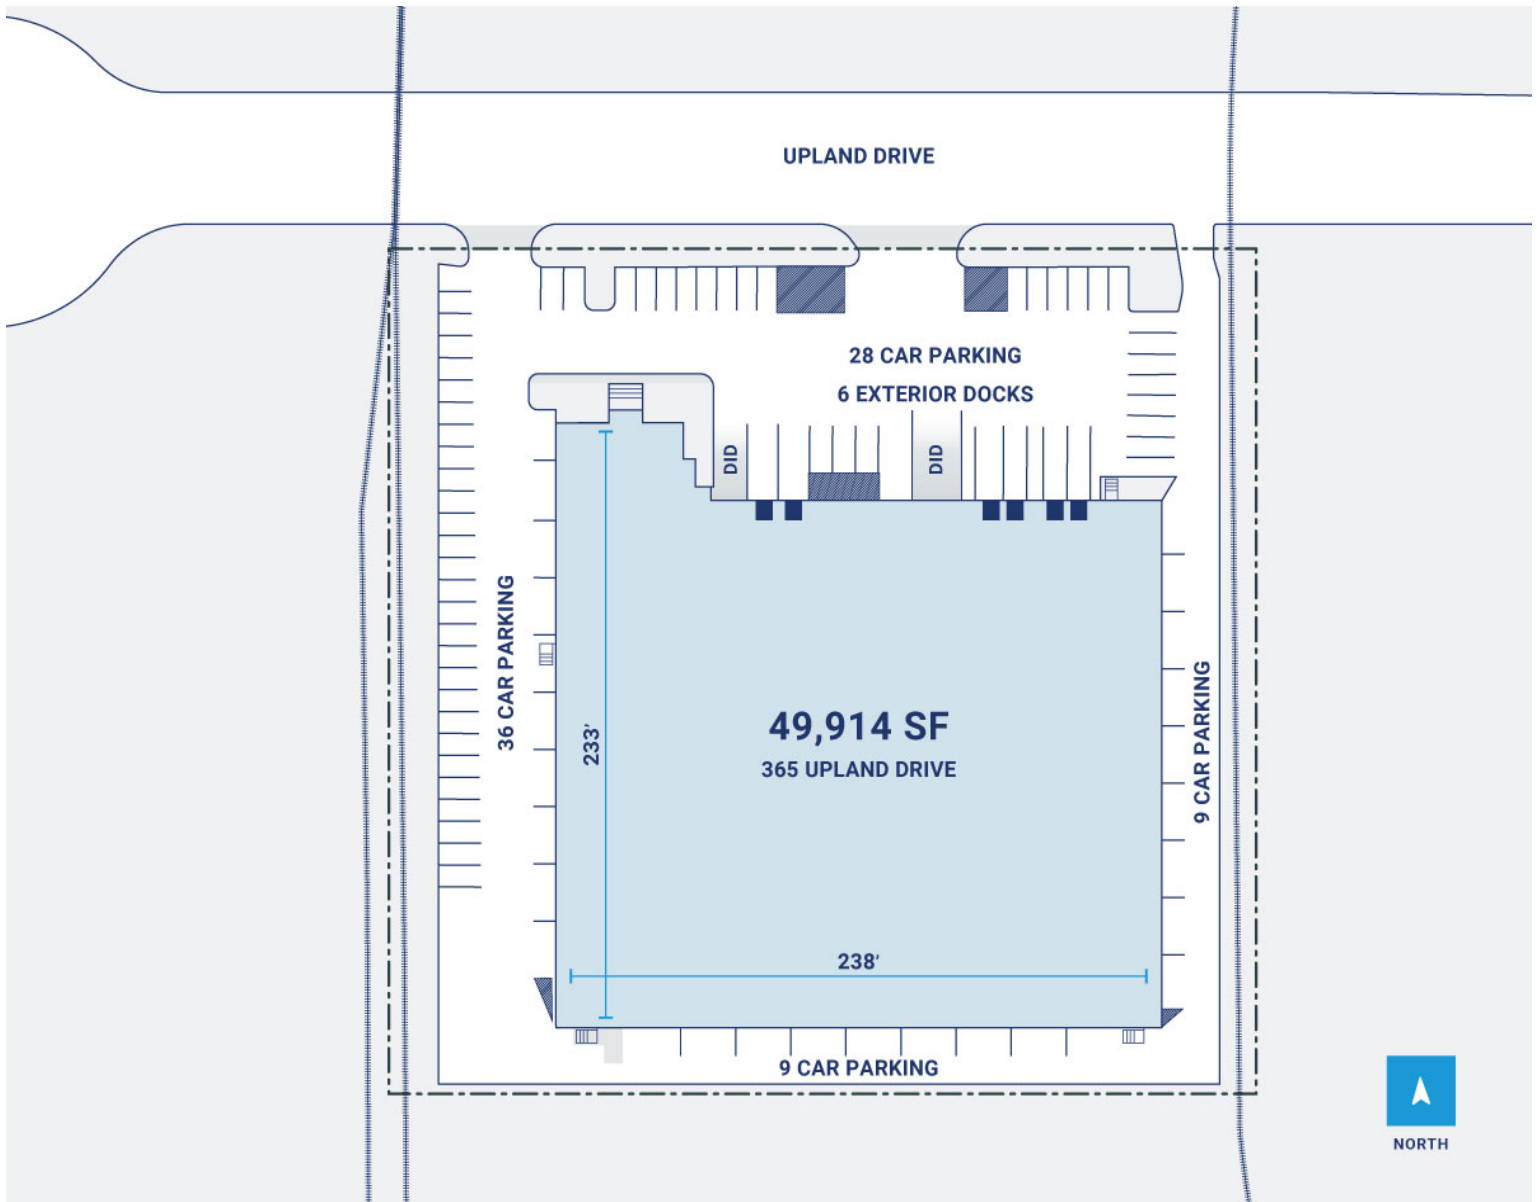 UPLAND DRIVE
28 CAR PARKING
6 EXTERIOR DOCKS
DID
DID
36 CAR PARKING
233'
49,914 SF
365 UPLAND DRIVE
9 CAR PARKING
238'
9 CAR PARKING
NORTH